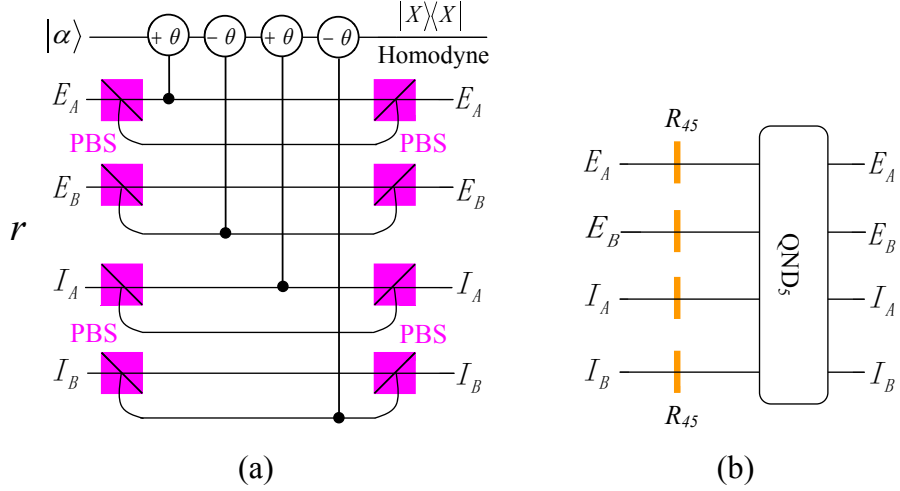 |α⟩ + θ − θ + θ − θ |X⟩⟨X|
Homodyne
E_A E_A
PBS PBS
E_B E_B
r
I_A I_A
PBS PBS
I_B I_B
(a)
R_45
E_A E_A
E_B QND_5 E_B
I_A I_A
I_B I_B
R_45
(b)